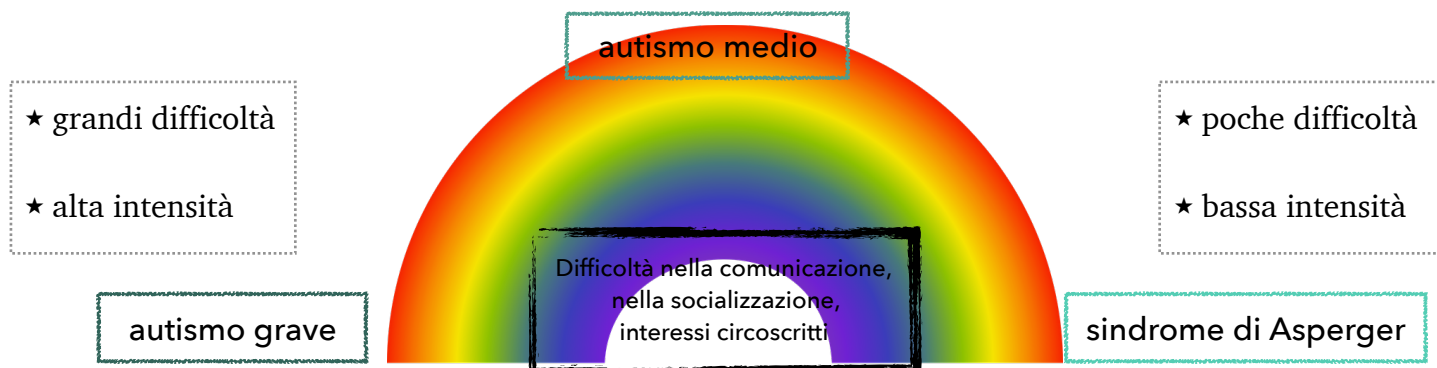 autismo medio
★ grandi difficoltà
★ alta intensità
★ poche difficoltà
★ bassa intensità
Difficoltà nella comunicazione,
nella socializzazione,
interessi circoscritti
autismo grave
sindrome di Asperger